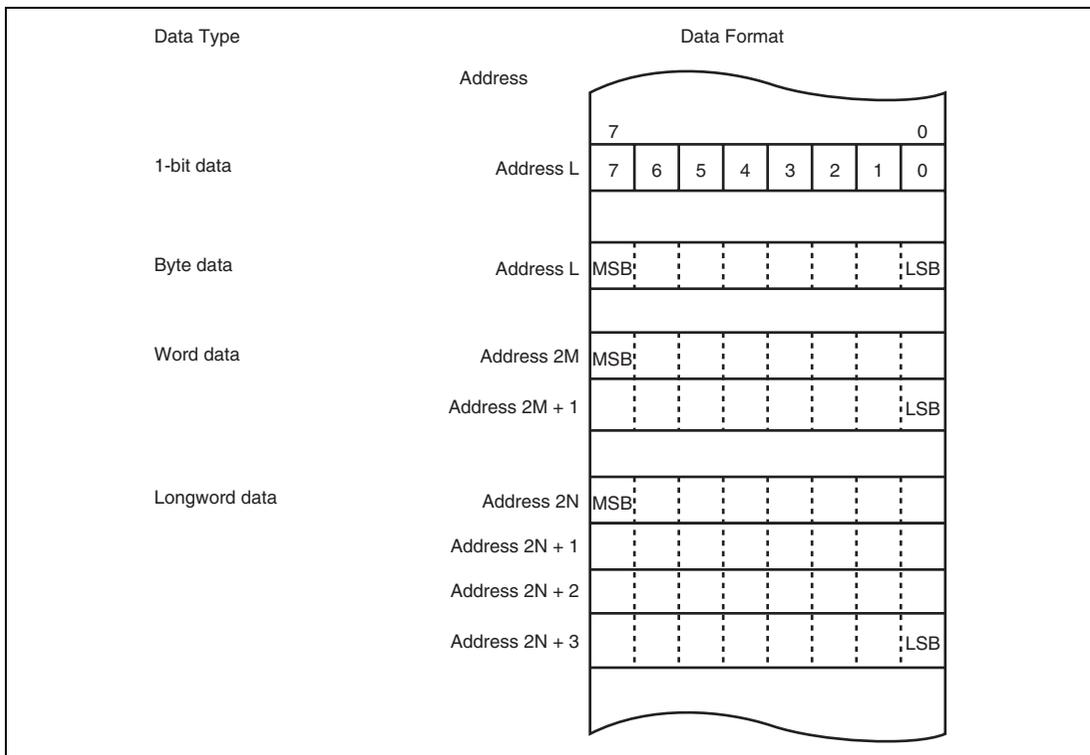 Data Type Data Format
Address
7 0
1-bit data Address L 7 6 5 4 3 2 1 0
Byte data Address L MSB LSB
Word data Address 2M MSB
Address 2M + 1 LSB
Longword data Address 2N MSB
Address 2N + 1
Address 2N + 2
Address 2N + 3 LSB